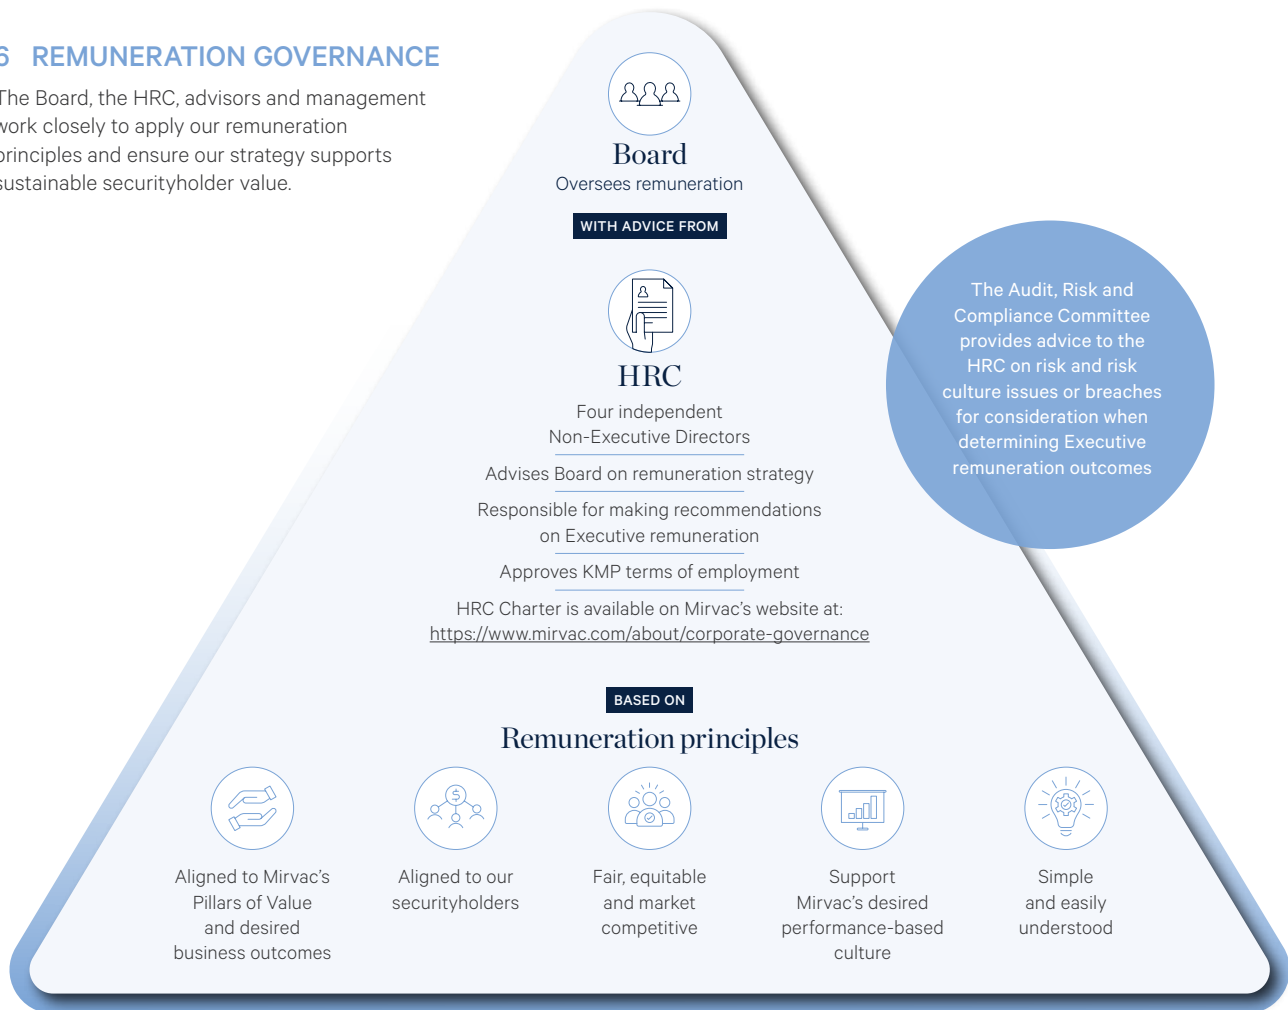 6 REMUNERATION GOVERNANCE
The Board, the HRC, advisors and management
work closely to apply our remuneration
principles and ensure our strategy supports
sustainable securityholder value.
Board
Oversees remuneration
WITH ADVICE FROM
HRC
Four independent
Non-Executive Directors
Advises Board on remuneration strategy
Responsible for making recommendations
on Executive remuneration
Approves KMP terms of employment
HRC Charter is available on Mirvac’s website at:
https://www.mirvac.com/about/corporate-governance
The Audit, Risk and
Compliance Committee
provides advice to the
HRC on risk and risk
culture issues or breaches
for consideration when
determining Executive
remuneration outcomes
BASED ON
Remuneration principles
Aligned to Mirvac’s
Pillars of Value
and desired
business outcomes
Aligned to our
securityholders
Fair, equitable
and market
competitive
Support
Mirvac’s desired
performance-based
culture
Simple
and easily
understood